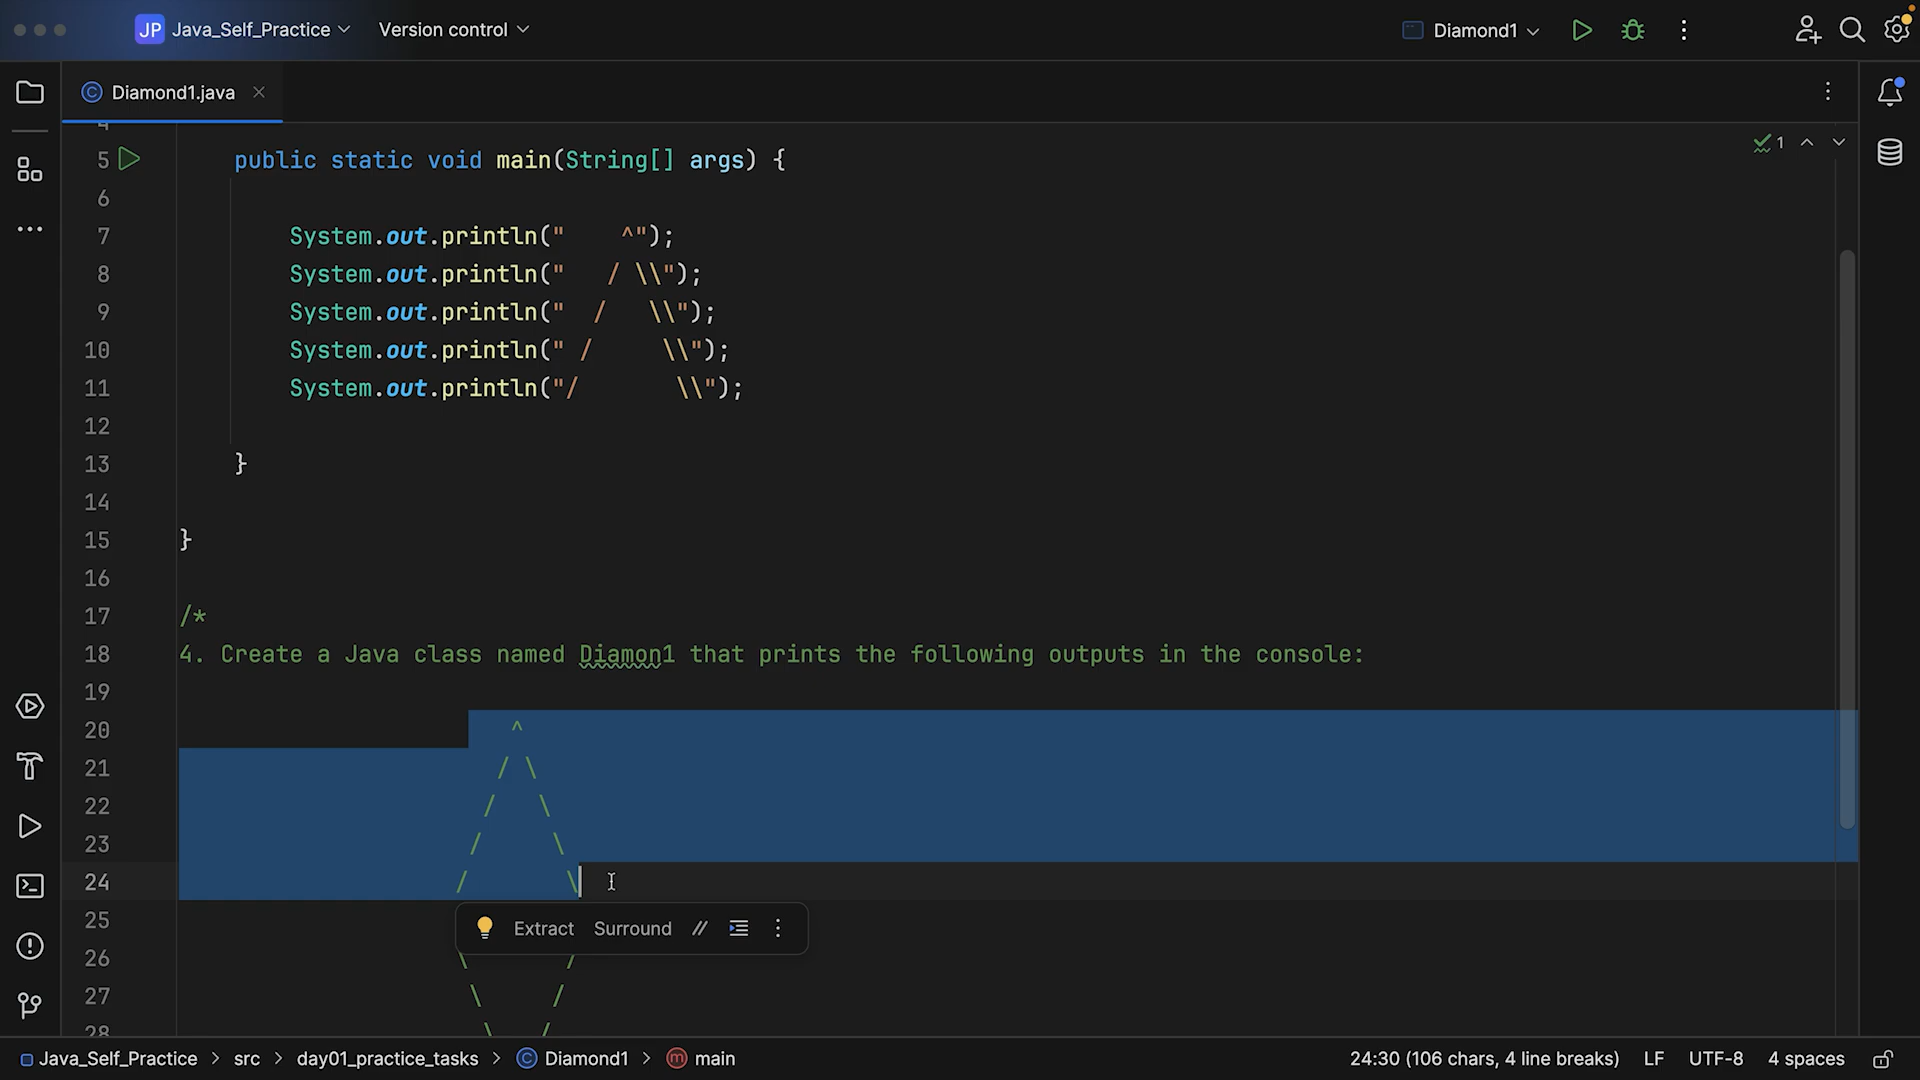 JP Java_Self_Practice Version control Diamond1
Diamond1.java
4
5 public static void main(String[] args) {
1
6
7 System.out.println("    ^");
8 System.out.println("   / \\");
9 System.out.println("  /   \\");
10 System.out.println(" /     \\");
11 System.out.println("/       \\");
12
13 }
14
15 }
16
17 /*
18 4. Create a Java class named Diamon1 that prints the following outputs in the console:
19
20                          ^
21                         / \
22                        /   \
23                       /     \
24                      /       \
25
Extract Surround //
26                      \       /
27                       \     /
28                        \   /
Java_Self_Practice > src > day01_practice_tasks > Diamond1 > main 24:30 (106 chars, 4 line breaks) LF UTF-8 4 spaces